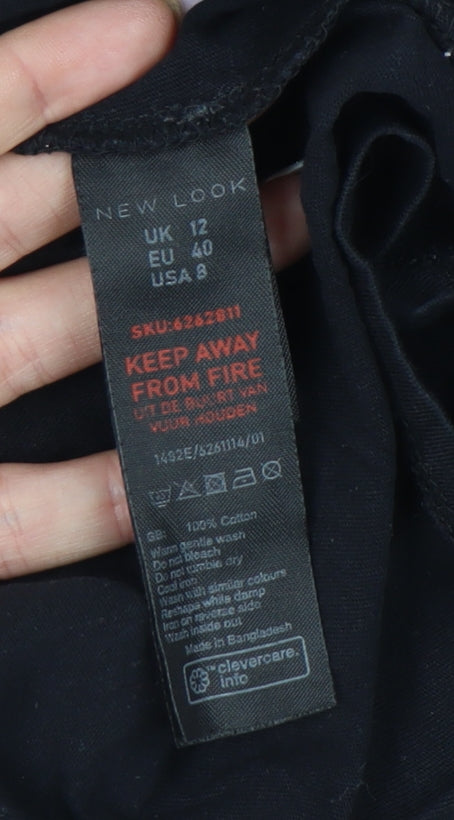 NEW LOOK
UK 12
EU 40
USA 8
SKU:6262811
KEEP AWAY
FROM FIRE
UIT DE BUURT VAN
VUUR HOUDEN
1492E/6261114/01
GB: 100% Cotton
Warm gentle wash
Do not bleach
Do not tumble dry
Cool iron
Wash with similar colours
Reshape while damp
Iron on reverse side
Wash inside out
Made in Bangladesh
clevercare.
info